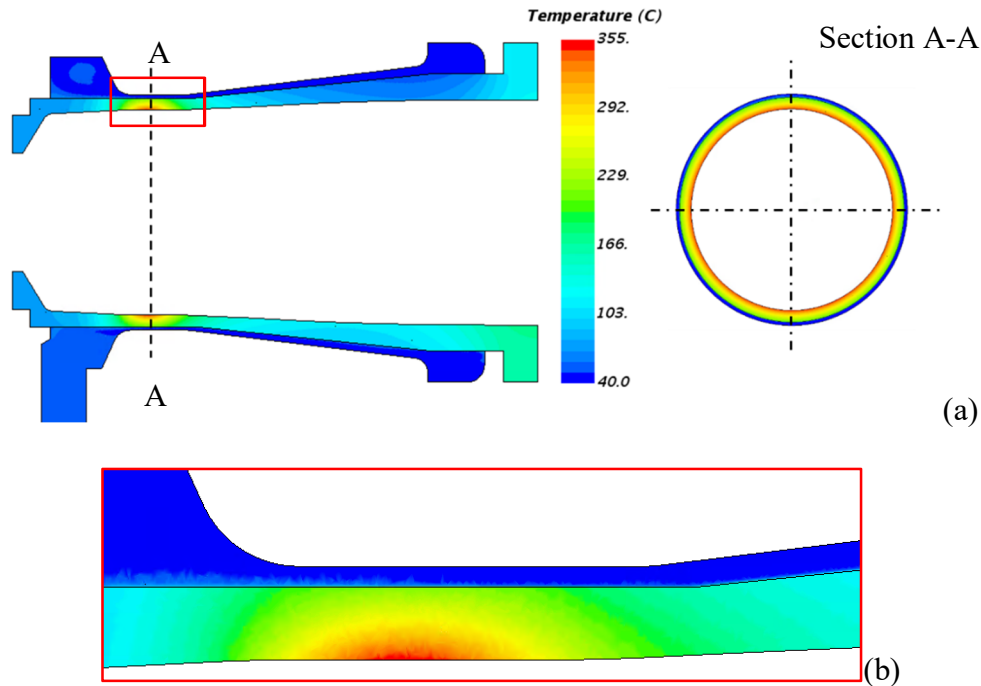 A
Temperature (C)
355.
292.
229.
166.
103.
40.0
A
Section A-A
(a)
(b)